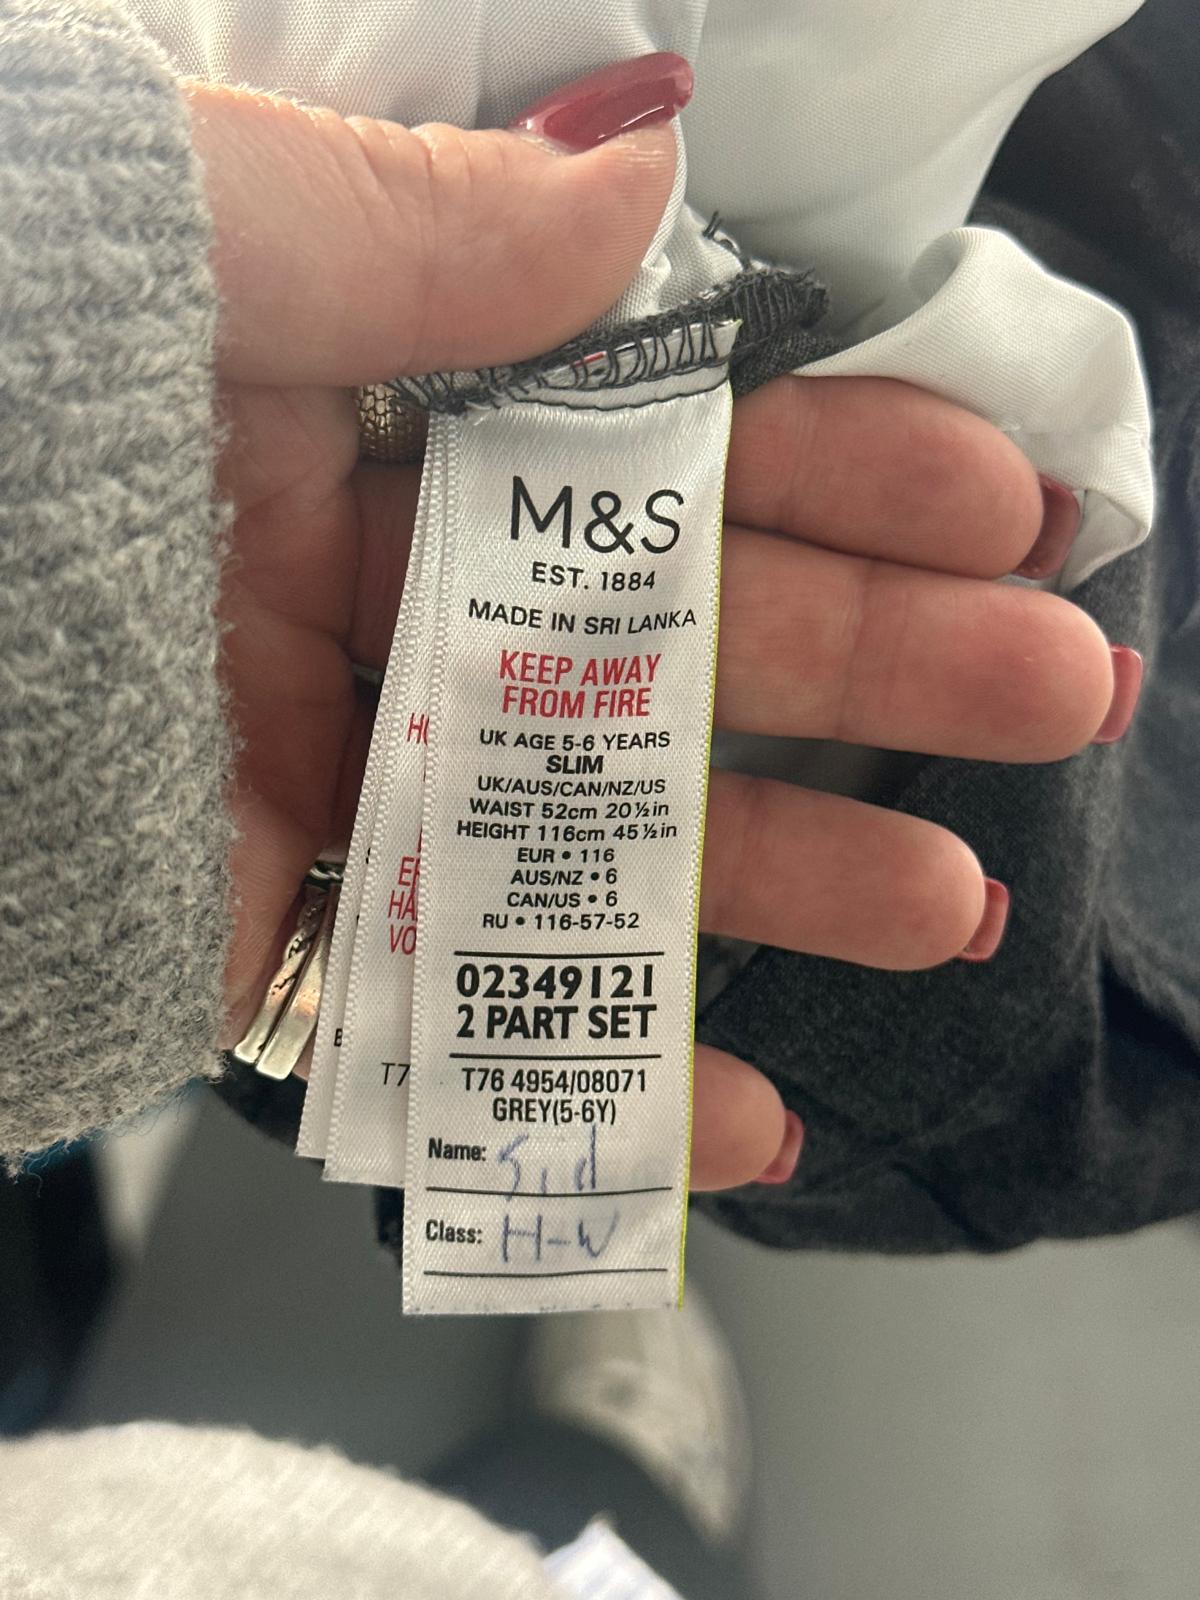 M&S
EST. 1884
MADE IN SRI LANKA
KEEP AWAY
FROM FIRE
UK AGE 5-6 YEARS
SLIM
UK/AUS/CAN/NZ/US
WAIST 52cm 20½in
HEIGHT 116cm 45½in
EUR • 116
AUS/NZ • 6
CAN/US • 6
RU • 116-57-52
02349121
2 PART SET
T76 4954/08071
GREY(5-6Y)
Name: Sid
Class: H-W